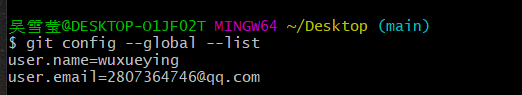 吴雪莹@DESKTOP-O1JF02T MINGW64 ~/Desktop (main)
$ git config --global --list
user.name=wuxueying
user.email=2807364746@qq.com